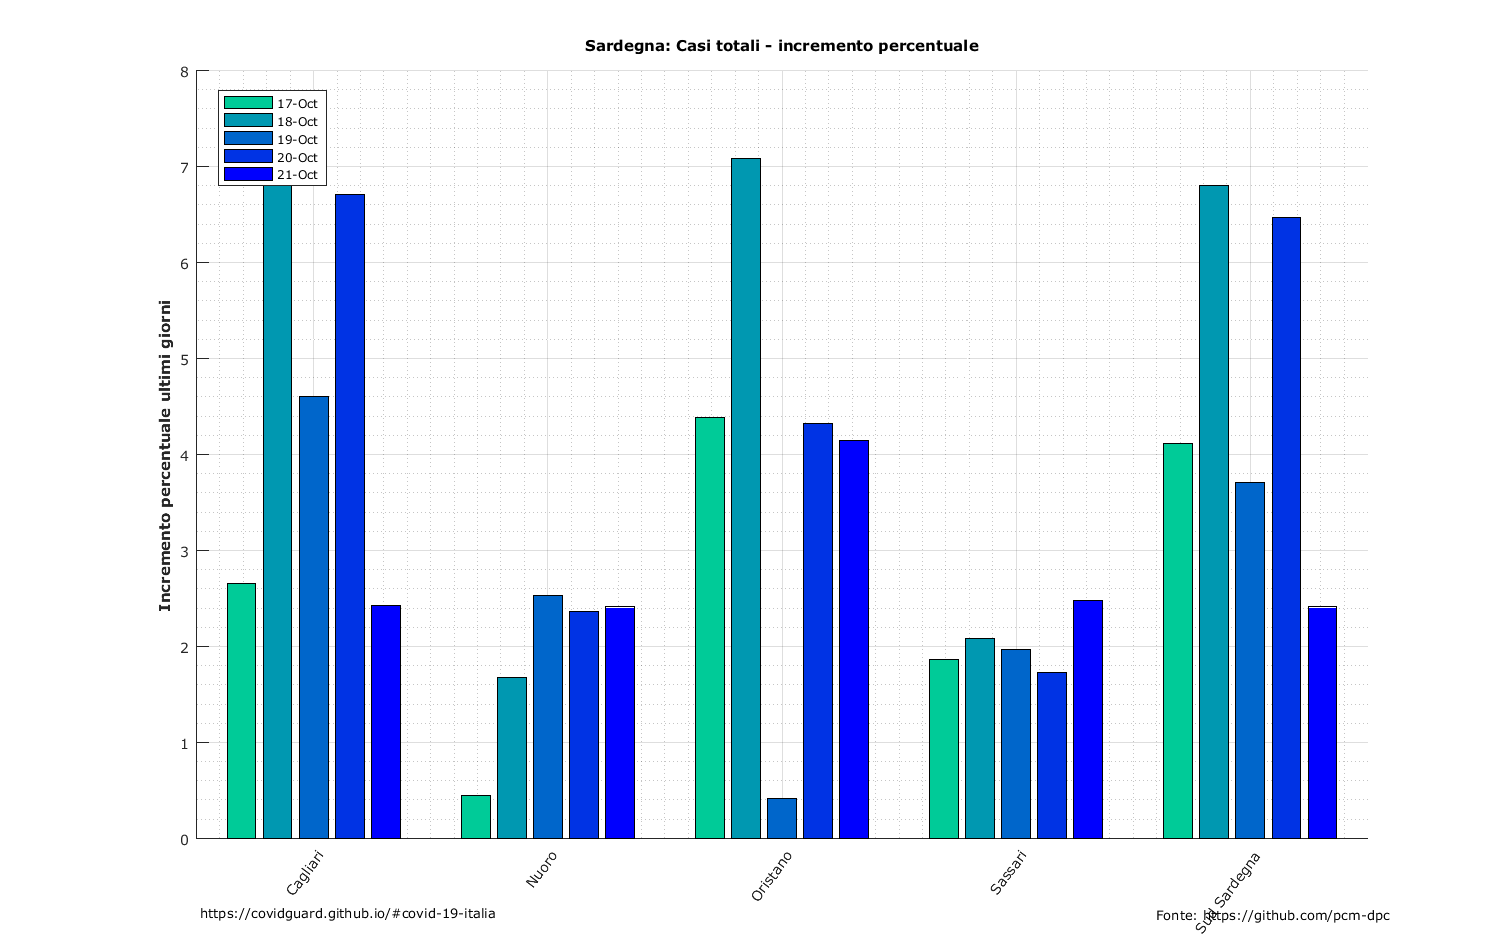 Sardegna: Casi totali - incremento percentuale
Incremento percentuale ultimi giorni
8
7
6
5
4
3
2
1
0
17-Oct
18-Oct
19-Oct
20-Oct
21-Oct
Cagliari
Nuoro
Oristano
Sassari
Sud Sardegna
https://covidguard.github.io/#covid-19-italia
Fonte: https://github.com/pcm-dpc